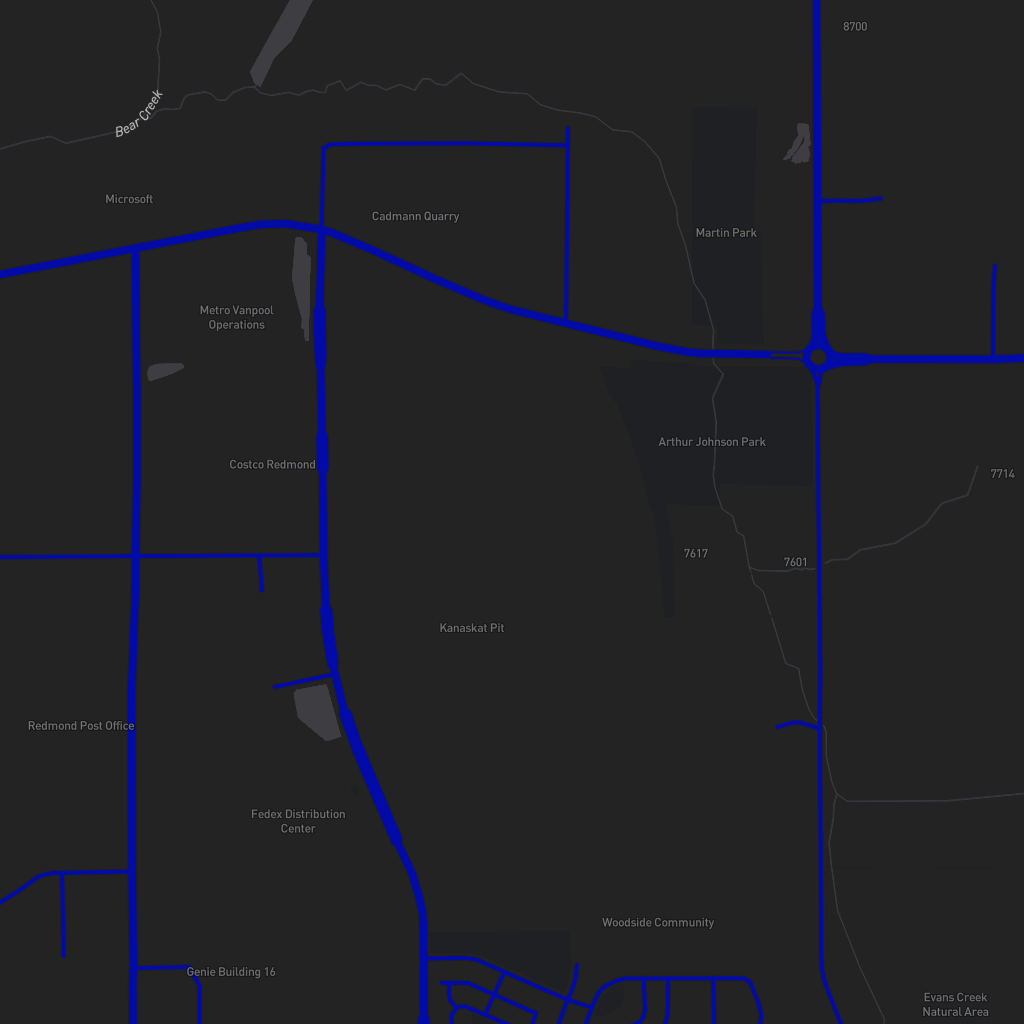 8700
Bear Creek
Microsoft
Cadmann Quarry
Martin Park
Metro Vanpool
Operations
Arthur Johnson Park
Costco Redmond
7714
7617
7601
Kanaskat Pit
Redmond Post Office
Fedex Distribution
Center
Woodside Community
Genie Building 16
Evans Creek
Natural Area